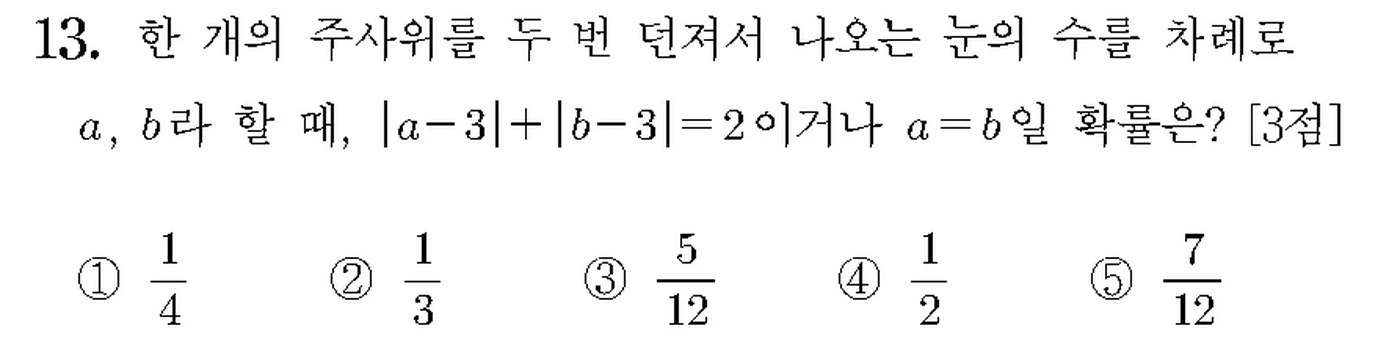 13. 한 개의 주사위를 두 번 던져서 나오는 눈의 수를 차례로
a, b라 할 때, |a-3|+|b-3|=2이거나 a=b일 확률은? [3점]
① 1/4 ② 1/3 ③ 5/12 ④ 1/2 ⑤ 7/12